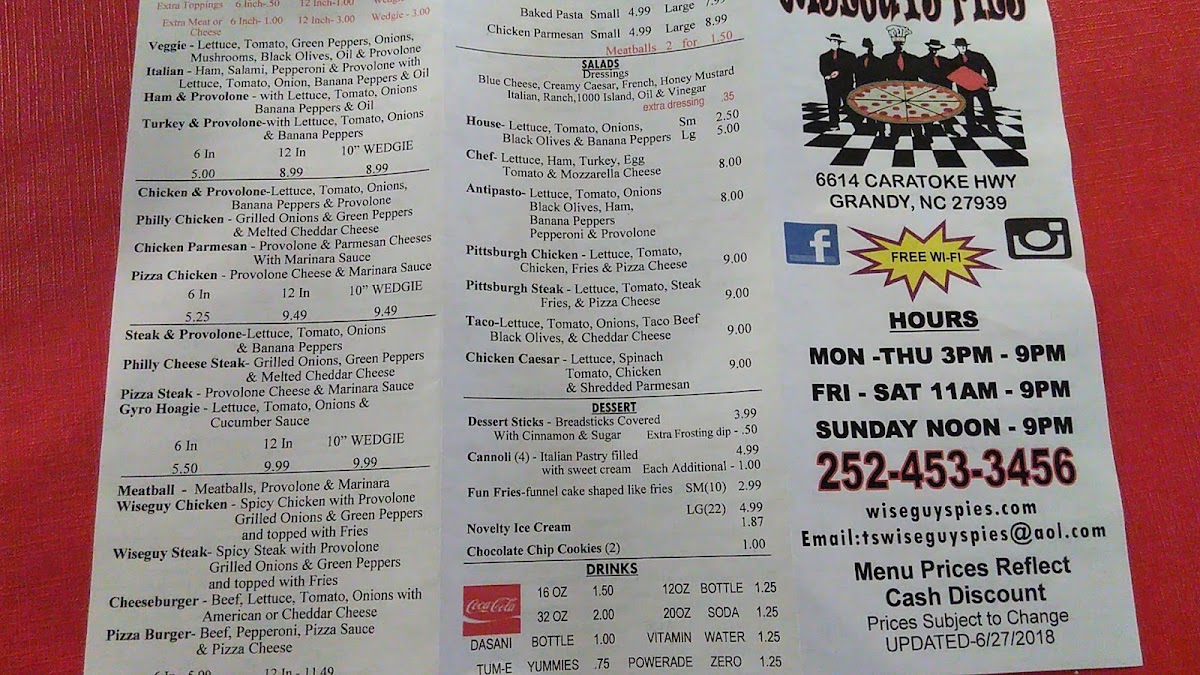 Extra Toppings 6 Inch-.50 12 Inch-1.00
Extra Meat or 6 Inch- 1.00 12 Inch- 3.00 Wedgie - 3.00
Cheese
Veggie - Lettuce, Tomato, Green Peppers, Onions,
Mushrooms, Black Olives, Oil & Provolone
Italian - Ham, Salami, Pepperoni & Provolone with
Lettuce, Tomato, Onion, Banana Peppers & Oil
Ham & Provolone - with Lettuce, Tomato, Onions
Banana Peppers & Oil
Turkey & Provolone-with Lettuce, Tomato, Onions
& Banana Peppers
6 In 12 In 10" WEDGIE
5.00 8.99 8.99
Chicken & Provolone-Lettuce, Tomato, Onions,
Banana Peppers & Provolone
Philly Chicken - Grilled Onions & Green Peppers
& Melted Cheddar Cheese
Chicken Parmesan - Provolone & Parmesan Cheeses
With Marinara Sauce
Pizza Chicken - Provolone Cheese & Marinara Sauce
6 In 12 In 10" WEDGIE
5.25 9.49 9.49
Steak & Provolone-Lettuce, Tomato, Onions
& Banana Peppers
Philly Cheese Steak- Grilled Onions, Green Peppers
& Melted Cheddar Cheese
Pizza Steak - Provolone Cheese & Marinara Sauce
Gyro Hoagie - Lettuce, Tomato, Onions &
Cucumber Sauce
6 In 12 In 10" WEDGIE
5.50 9.99 9.99
Meatball - Meatballs, Provolone & Marinara
Wiseguy Chicken - Spicy Chicken with Provolone
Grilled Onions & Green Peppers
and topped with Fries
Wiseguy Steak- Spicy Steak with Provolone
Grilled Onions & Green Peppers
and topped with Fries
Cheeseburger - Beef, Lettuce, Tomato, Onions with
American or Cheddar Cheese
Pizza Burger- Beef, Pepperoni, Pizza Sauce
& Pizza Cheese
12 In - 11.49
Baked Pasta Small 4.99 Large
Chicken Parmesan Small 4.99 Large 8.99
Meatballs 2 for 1.50
SALADS
Dressings
Blue Cheese, Creamy Caesar, French, Honey Mustard
Italian, Ranch,1000 Island, Oil & Vinegar
extra dressing .35
House- Lettuce, Tomato, Onions, Sm 2.50
Black Olives & Banana Peppers Lg 5.00
Chef- Lettuce, Ham, Turkey, Egg 8.00
Tomato & Mozzarella Cheese
Antipasto- Lettuce, Tomato, Onions 8.00
Black Olives, Ham,
Banana Peppers
Pepperoni & Provolone
Pittsburgh Chicken - Lettuce, Tomato, 9.00
Chicken, Fries & Pizza Cheese
Pittsburgh Steak - Lettuce, Tomato, Steak 9.00
Fries, & Pizza Cheese
Taco-Lettuce, Tomato, Onions, Taco Beef 9.00
Black Olives, & Cheddar Cheese
Chicken Caesar - Lettuce, Spinach 9.00
Tomato, Chicken
& Shredded Parmesan
DESSERT
Dessert Sticks - Breadsticks Covered 3.99
With Cinnamon & Sugar Extra Frosting dip - .50
Cannoli (4) - Italian Pastry filled 4.99
with sweet cream Each Additional - 1.00
Fun Fries-funnel cake shaped like fries SM(10) 2.99
LG(22) 4.99
Novelty Ice Cream 1.87
Chocolate Chip Cookies (2) 1.00
DRINKS
Coca-Cola
16 OZ 1.50 12OZ BOTTLE 1.25
32 OZ 2.00 20OZ SODA 1.25
DASANI BOTTLE 1.00 VITAMIN WATER 1.25
TUM-E YUMMIES .75 POWERADE ZERO 1.25
6614 CARATOKE HWY
GRANDY, NC 27939
f
FREE WI-FI
HOURS
MON -THU 3PM - 9PM
FRI - SAT 11AM - 9PM
SUNDAY NOON - 9PM
252-453-3456
wiseguyspies.com
Email:tswiseguyspies@aol.com
Menu Prices Reflect
Cash Discount
Prices Subject to Change
UPDATED-6/27/2018